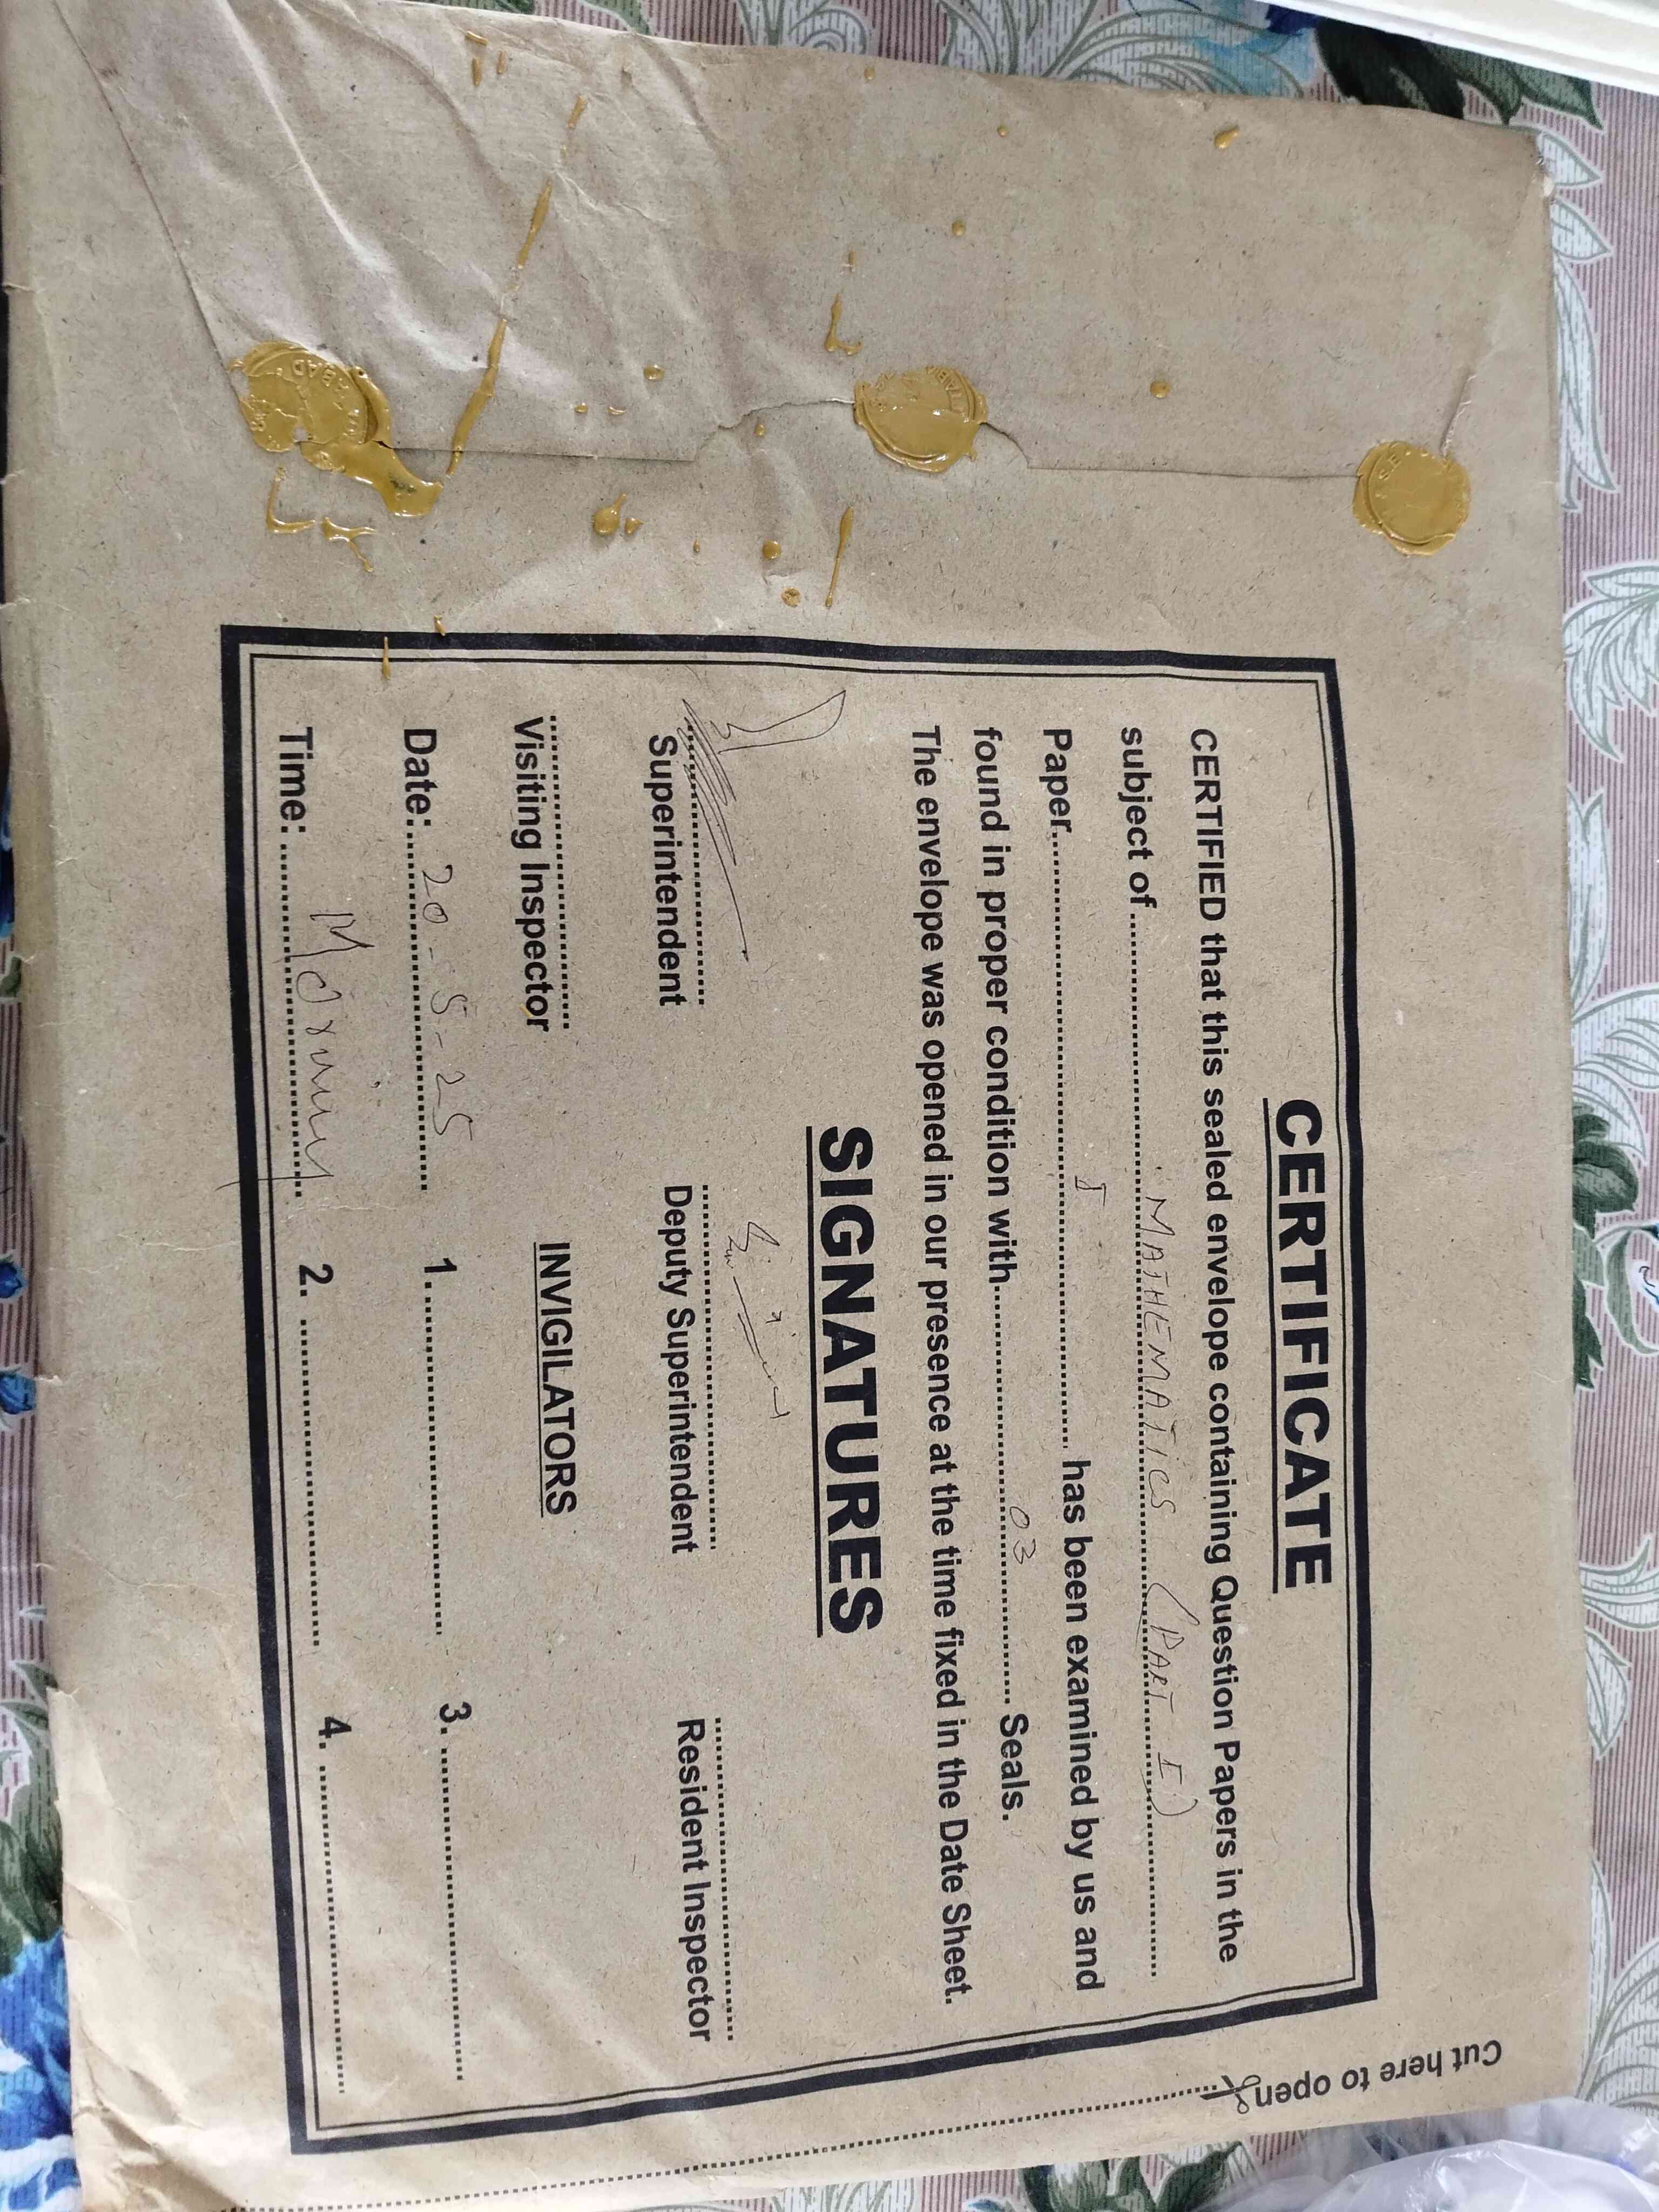 CERTIFICATE
CERTIFIED that this sealed envelope containing Question Papers in the
subject of .......... MATHEMATICS (PART I) ..........
Paper .......... I .......... has been examined by us and
found in proper condition with .......... 03 .......... Seals.
The envelope was opened in our presence at the time fixed in the Date Sheet.
SIGNATURES
Superintendent Deputy Superintendent Resident Inspector
Visiting Inspector INVIGILATORS
Date: 20-5-25 1. .......... 3. ..........
Time: Morning 2. .......... 4. ..........
Cut here to open